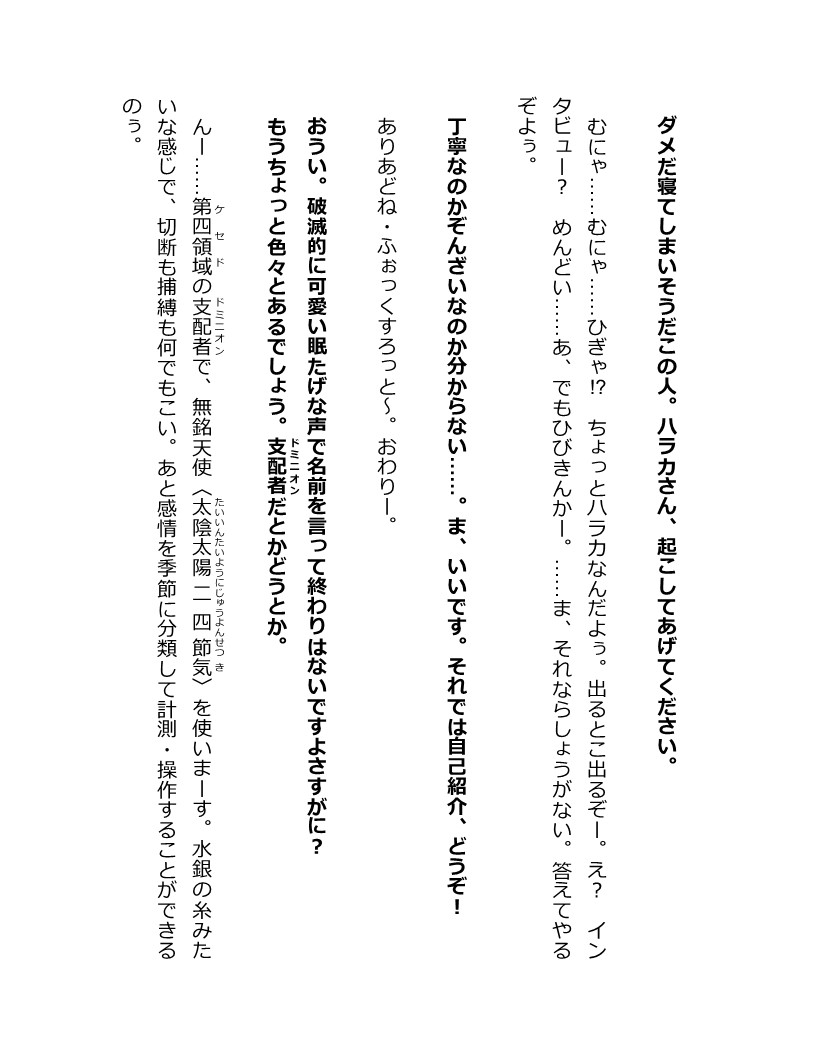 ダメだ寝てしまいそうだこの人。ハラカさん、起こしてあげてください。
むにゃ……むにゃ……ひぎゃ!? ちょっとハラカなんだよぅ。出るとこ出るぞー。え? イン
タビュー? めんどい……あ、でもひびきんかー。……ま、それならしょうがない。答えてやる
ぞよぅ。
丁寧なのかぞんざいなのか分からない……。ま、いいです。それでは自己紹介、どうぞ!
ありあどね・ふぉっくすろっと〜。おわりー。
おうい。破滅的に可愛い眠たげな声で名前を言って終わりはないですよさすがに?
もうちょっと色々とあるでしょう。支配者だとかどうとか。
ドミニオン
んー……第四領域の支配者で、無銘天使〈太陰太陽二四節気〉を使いまーす。水銀の糸みた
ケセド ドミニオン たいいんたいようにじゅうよんせつき
いな感じで、切断も捕縛も何でもこい。あと感情を季節に分類して計測・操作することができる
のぅ。